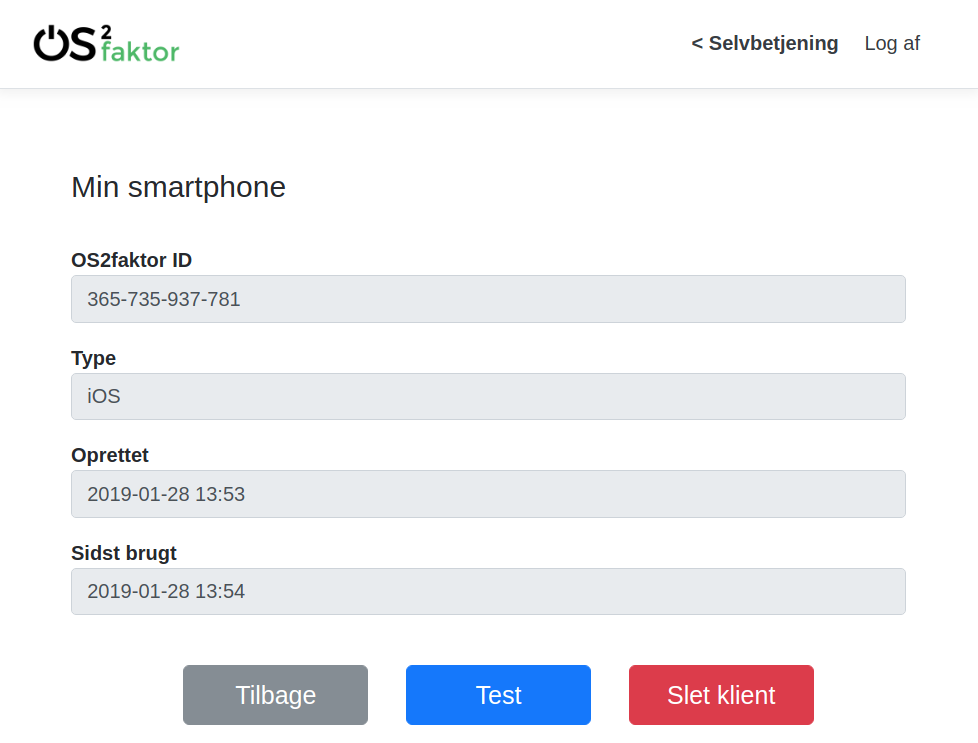 OS2faktor
< Selvbetjening Log af
Min smartphone
OS2faktor ID
365-735-937-781
Type
iOS
Oprettet
2019-01-28 13:53
Sidst brugt
2019-01-28 13:54
Tilbage Test Slet klient